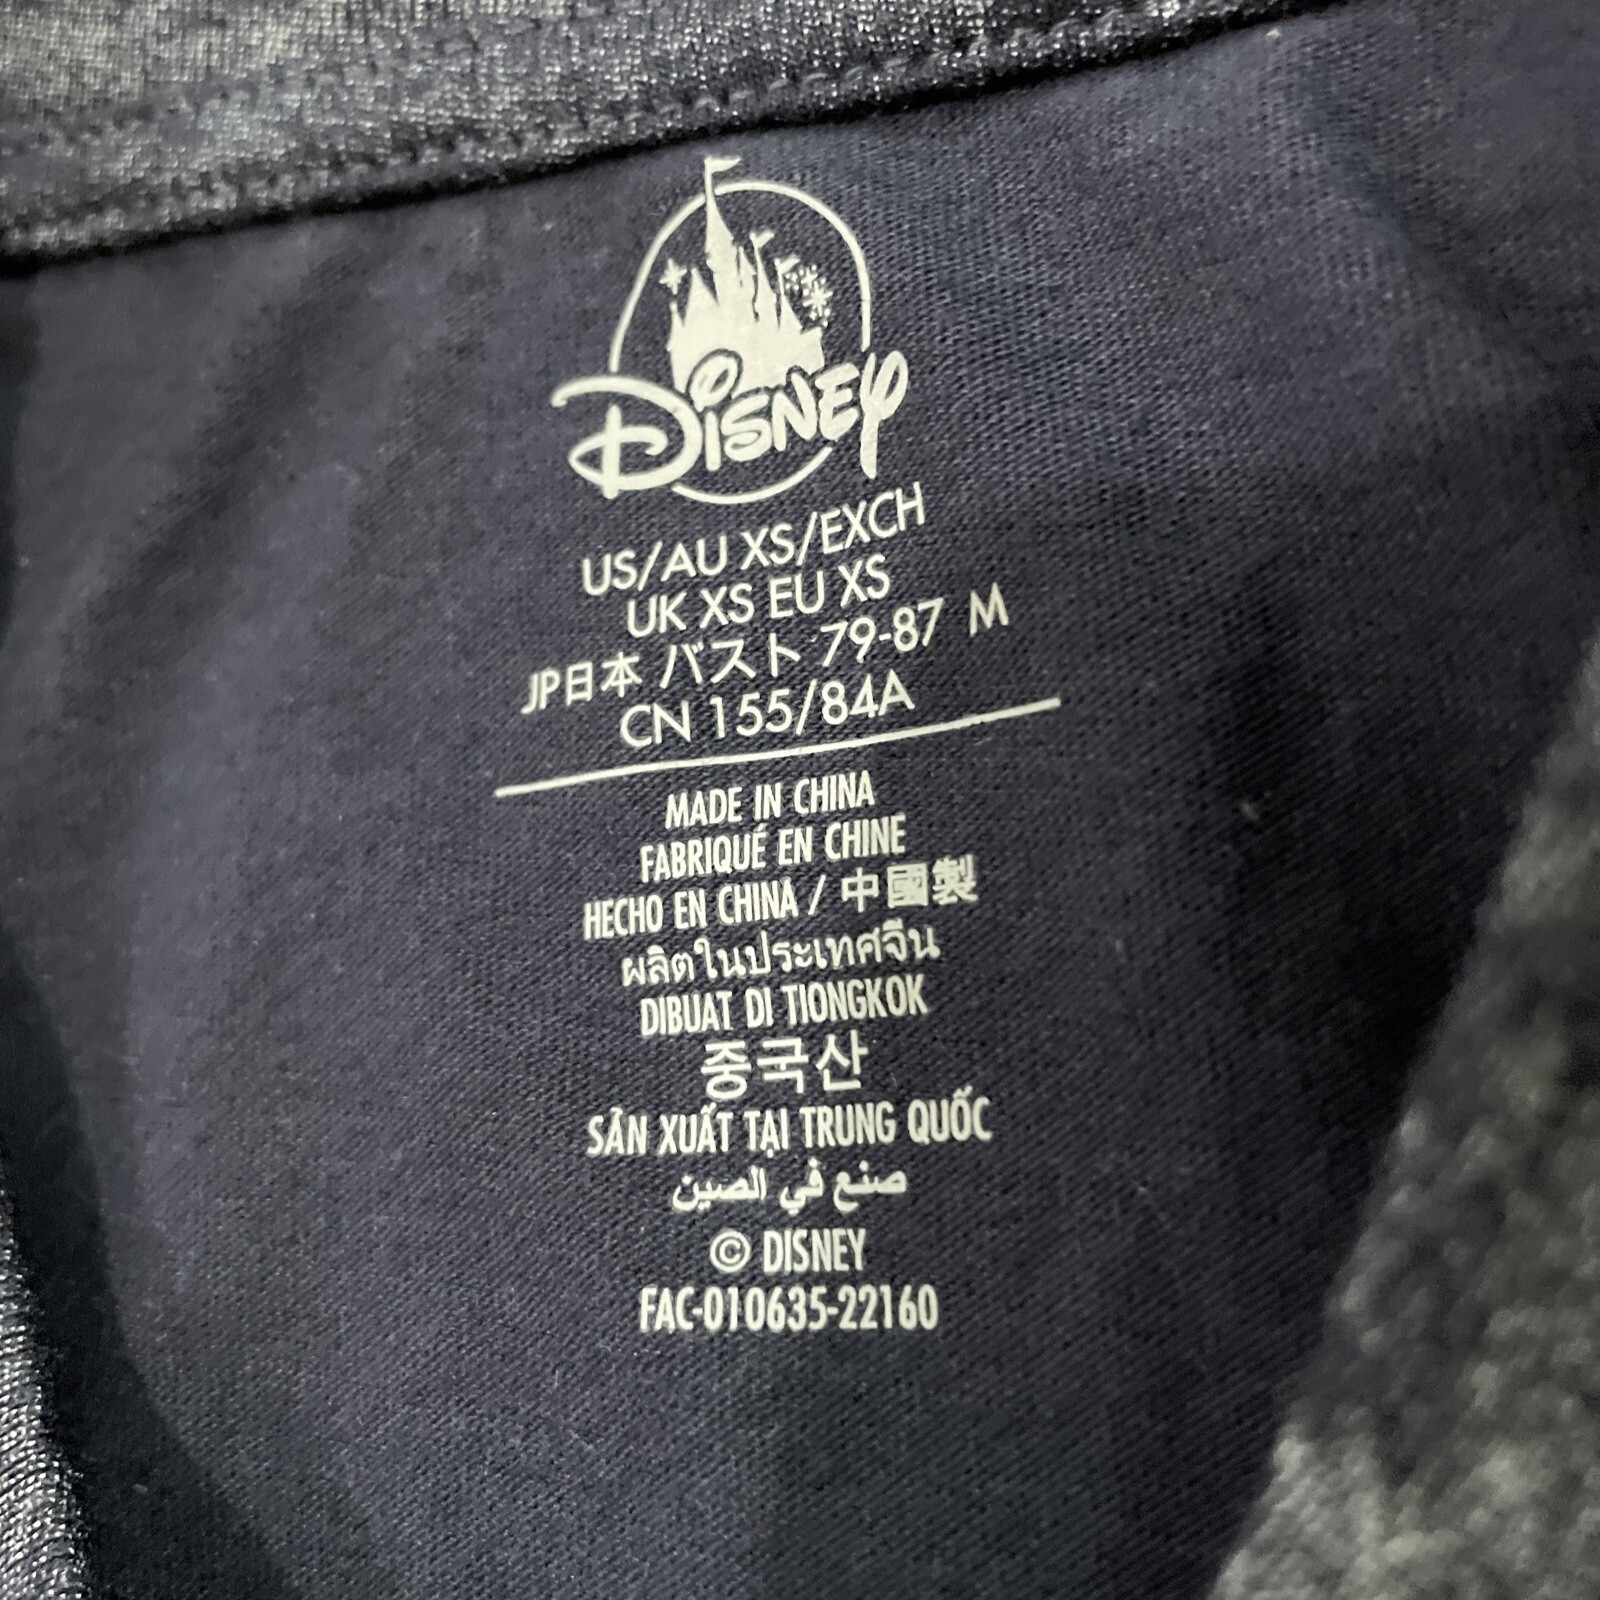 Disney
US/AU XS/EXCH
UK XS EU XS
JP日本 バスト 79-87 M
CN 155/84A
MADE IN CHINA
FABRIQUÉ EN CHINE
HECHO EN CHINA / 中國製
ผลิตในประเทศจีน
DIBUAT DI TIONGKOK
중국산
SẢN XUẤT TẠI TRUNG QUỐC
صنع في الصين
© DISNEY
FAC-010635-22160